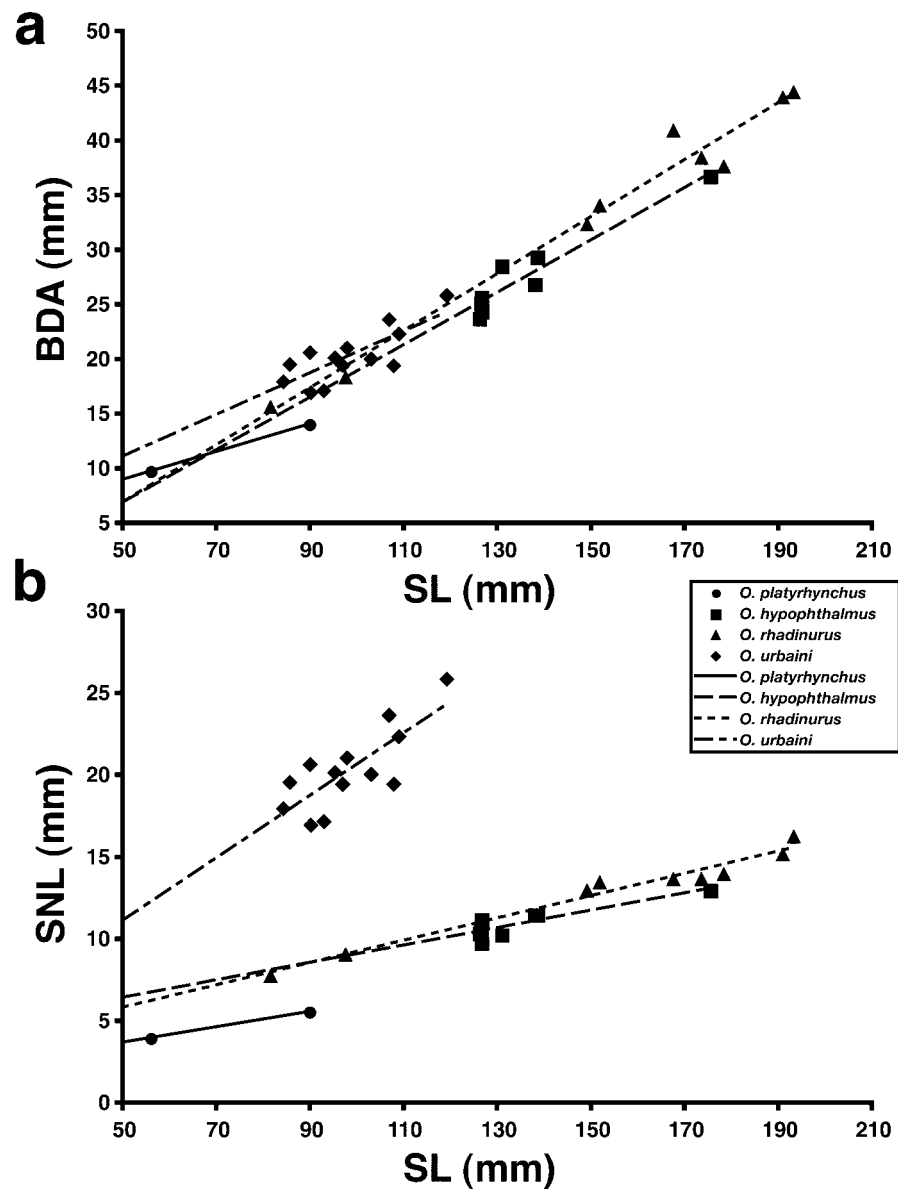 a
50
45
40
35
30
25
20
15
10
5
BDA (mm)
50 70 90 110 130 150 170 190 210
SL (mm)
b
O. platyrhynchus
O. hypophthalmus
O. rhadinurus
O. urbaini
O. platyrhynchus
O. hypophthalmus
O. rhadinurus
O. urbaini
30
25
20
15
10
5
0
SNL (mm)
50 70 90 110 130 150 170 190 210
SL (mm)